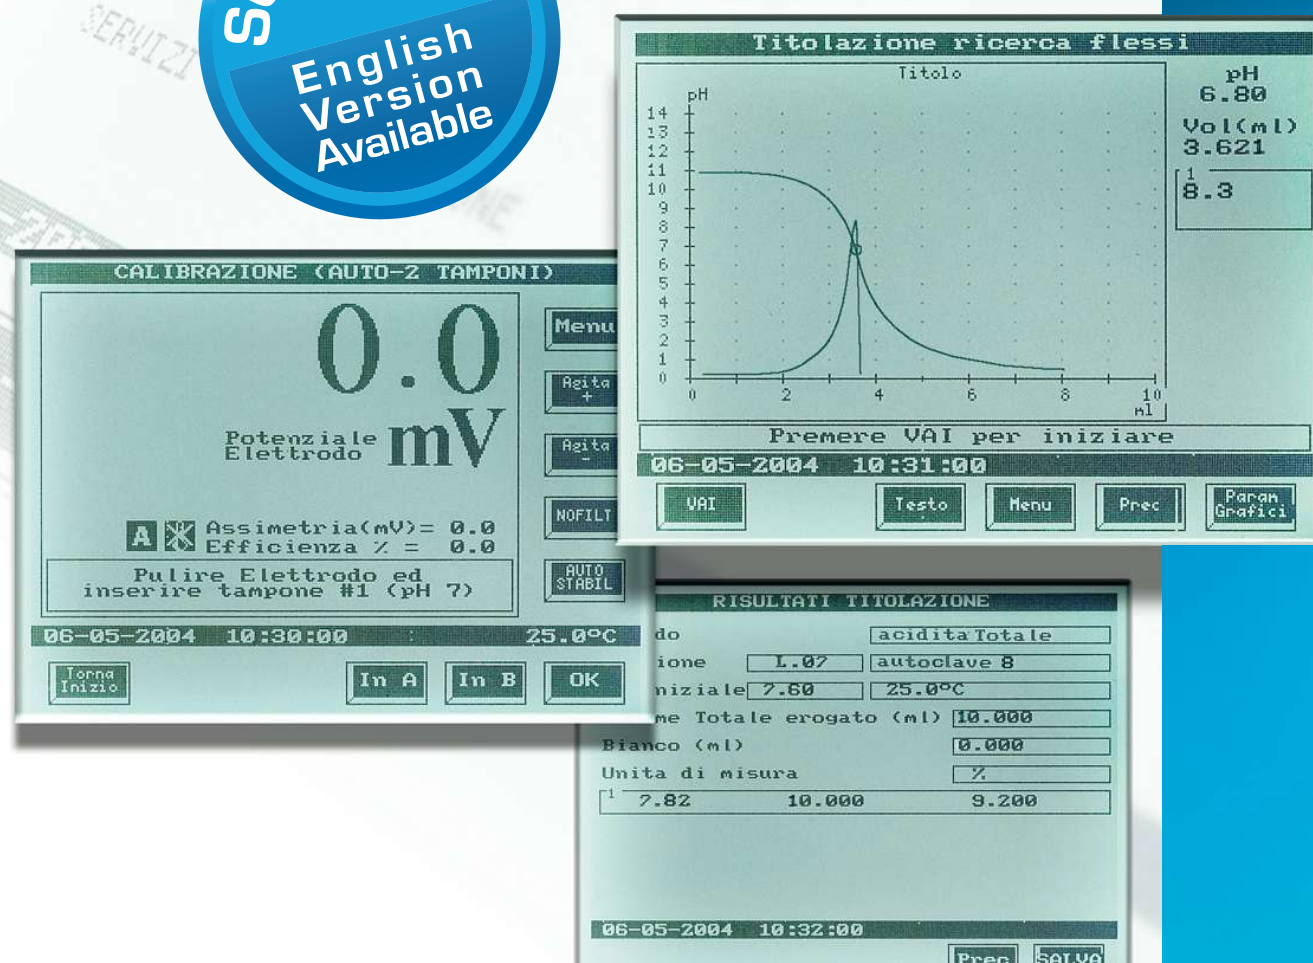 SERVIZI
English
Version
Available
Titolazione ricerca flessi
Titolo
pH
14
13
12
11
10
9
8
7
6
5
4
3
2
1
0
0 2 4 6 8 10
ml
pH
6.80
Vol(ml)
3.621
1
8.3
Premere VAI per iniziare
06-05-2004 10:31:00
VAI Testo Menu Prec Param
Grafici
CALIBRAZIONE (AUTO-2 TAMPONI)
0.0
Potenziale
Elettrodo mV
Menu
Agita
+
Agita
-
NOFILT
AUTO
STABIL
A Assimetria(mV)= 0.0
Efficienza % = 0.0
Pulire Elettrodo ed
inserire tampone #1 (pH 7)
06-05-2004 10:30:00 : 25.0ºC
Torna
Inizio
In A In B OK
RISULTATI TITOLAZIONE
do acidita Totale
ione L.07 autoclave 8
niziale 7.60 25.0ºC
me Totale erogato (ml) 10.000
Bianco (ml) 0.000
Unita di misura %
1 7.82 10.000 9.200
06-05-2004 10:32:00
Prec SALVA